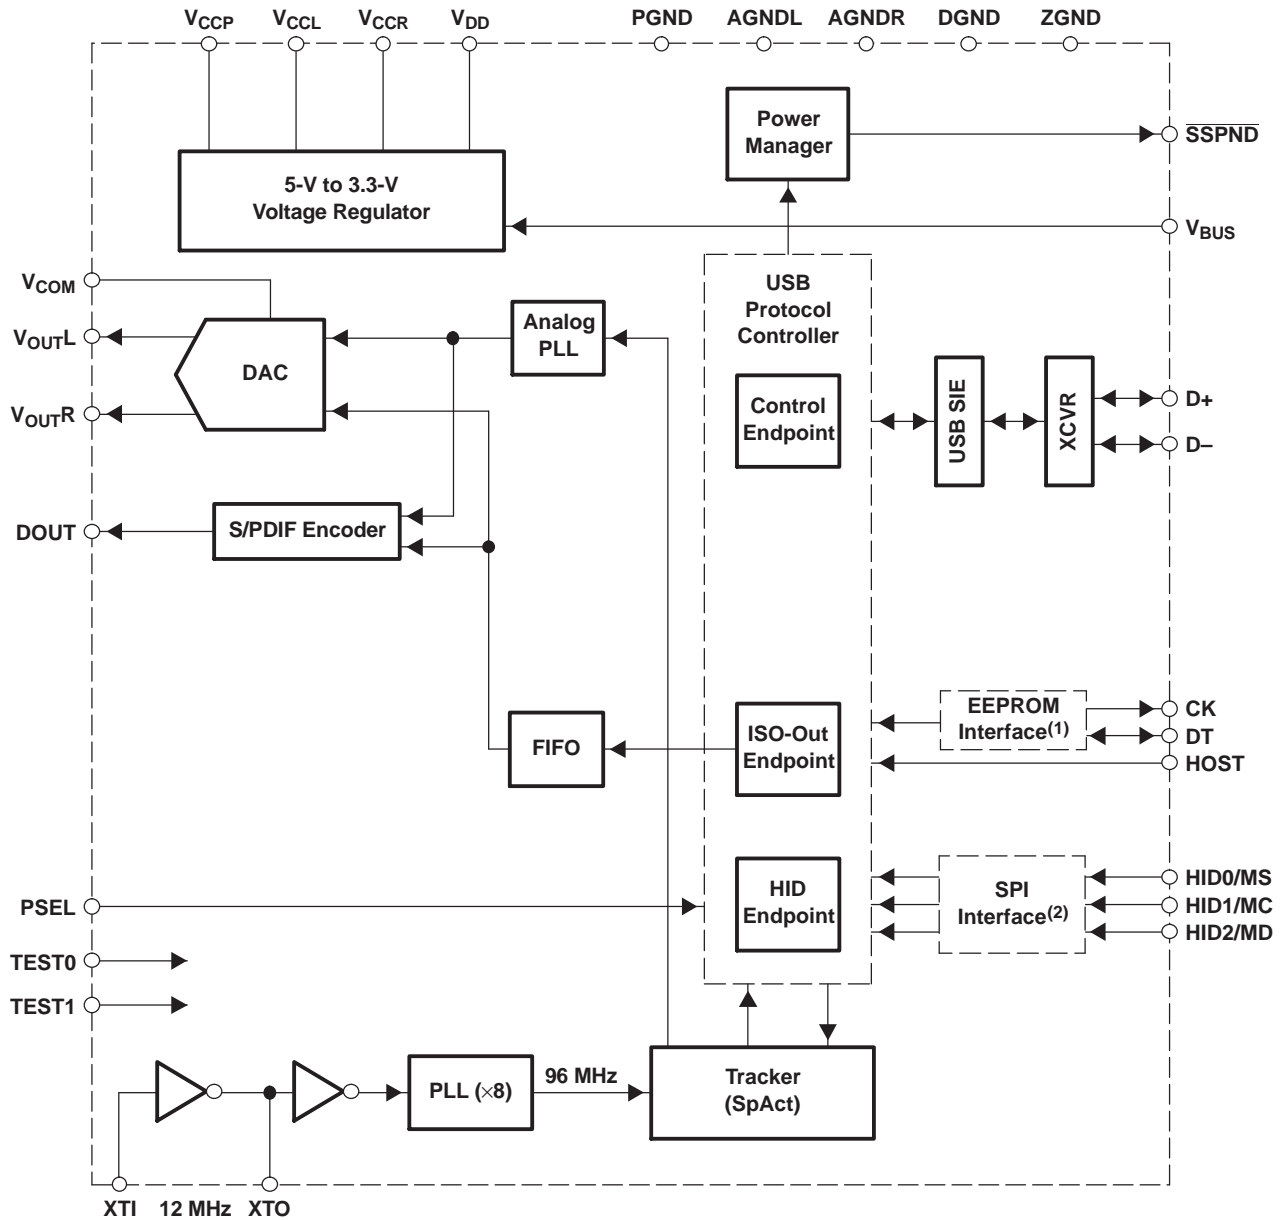 VCCP VCCL VCCR VDD PGND AGNDL AGNDR DGND ZGND
Power
Manager
SSPND
5-V to 3.3-V
Voltage Regulator
VBUS
VCOM
USB
Protocol
Controller
Analog
PLL
VOUTL
DAC
VOUTR
Control
Endpoint
USB SIE
XCVR
D+
D–
DOUT
S/PDIF Encoder
FIFO
ISO-Out
Endpoint
EEPROM
Interface(1)
CK
DT
HOST
PSEL
HID
Endpoint
SPI
Interface(2)
HID0/MS
HID1/MC
HID2/MD
TEST0
TEST1
PLL (×8)
96 MHz
Tracker
(SpAct)
XTI 12 MHz XTO